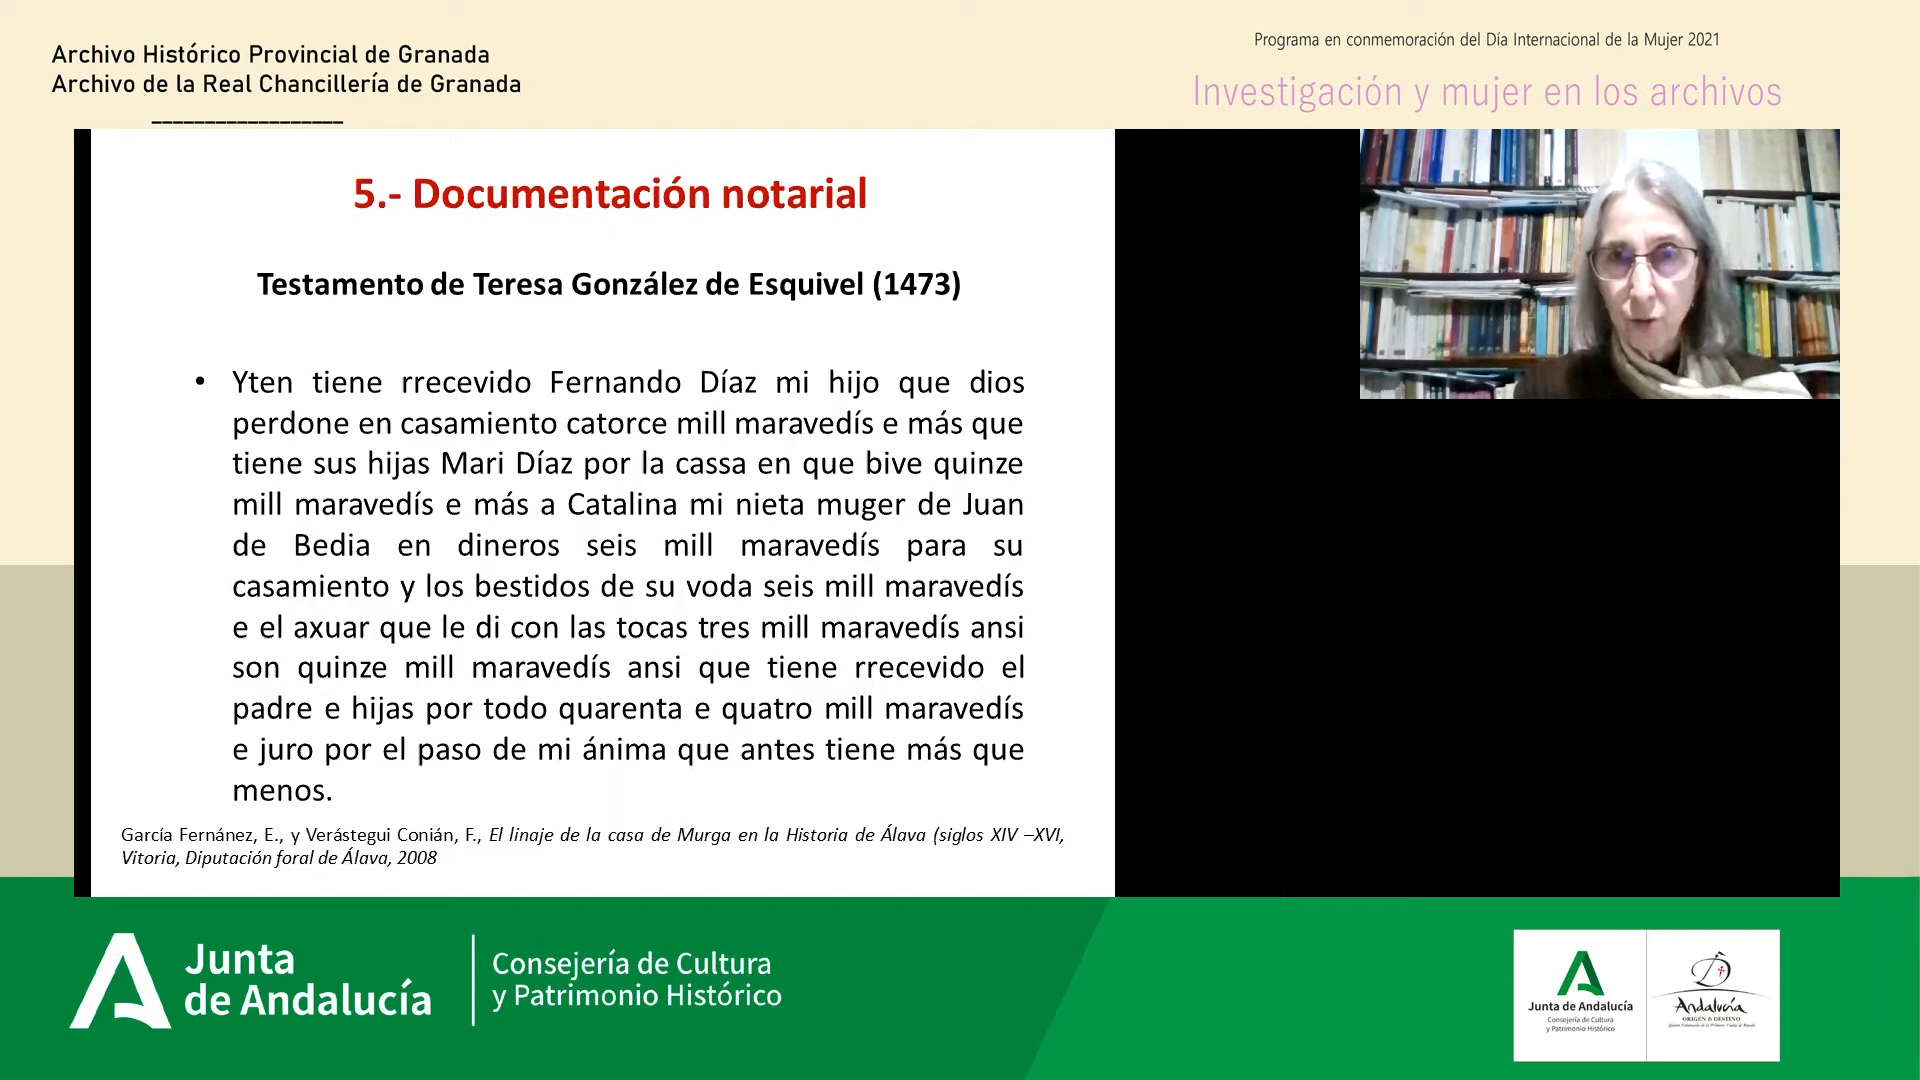 Archivo Histórico Provincial de Granada
Archivo de la Real Chancillería de Granada
Programa en conmemoración del Día Internacional de la Mujer 2021
Investigación y mujer en los archivos
5.- Documentación notarial
Testamento de Teresa González de Esquivel (1473)
• Yten tiene rrecevido Fernando Díaz mi hijo que dios
perdone en casamiento catorce mill maravedís e más que
tiene sus hijas Mari Díaz por la cassa en que bive quinze
mill maravedís e más a Catalina mi nieta muger de Juan
de Bedia en dineros seis mill maravedís para su
casamiento y los bestidos de su voda seis mill maravedís
e el axuar que le di con las tocas tres mill maravedís ansi
son quinze mill maravedís ansi que tiene rrecevido el
padre e hijas por todo quarenta e quatro mill maravedís
e juro por el paso de mi ánima que antes tiene más que
menos.
García Fernánez, E., y Verástegui Conián, F., El linaje de la casa de Murga en la Historia de Álava (siglos XIV –XVI,
Vitoria, Diputación foral de Álava, 2008
Junta
de Andalucía
Consejería de Cultura
y Patrimonio Histórico
Junta de Andalucía
Consejería de Cultura
y Patrimonio Histórico
Andalucía
ORIGEN & DESTINO